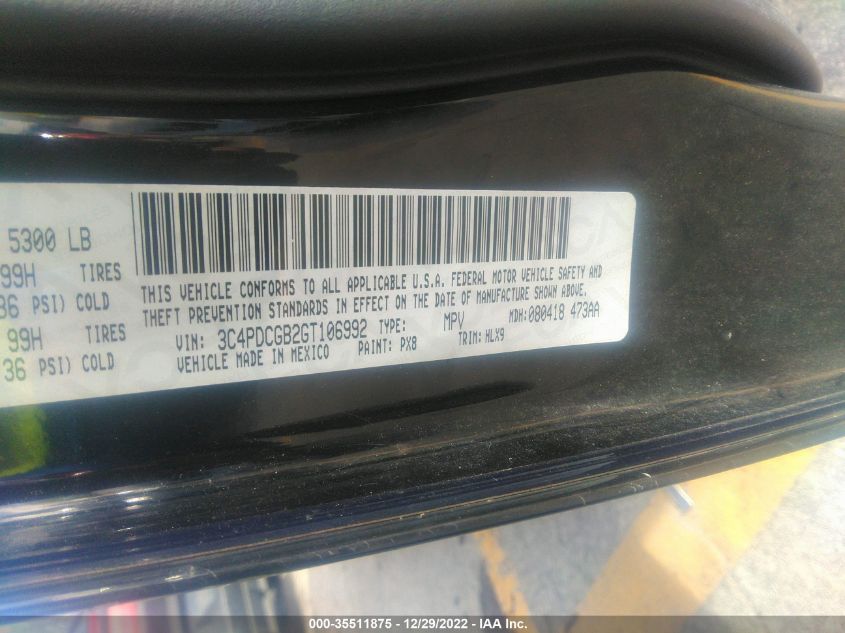 5300 LB
99H TIRES
36 PSI) COLD
99H TIRES
36 PSI) COLD
THIS VEHICLE CONFORMS TO ALL APPLICABLE U.S.A. FEDERAL MOTOR VEHICLE SAFETY AND
THEFT PREVENTION STANDARDS IN EFFECT ON THE DATE OF MANUFACTURE SHOWN ABOVE.
VIN: 3C4PDCGB2GT106992 TYPE: MPV MDH:080418 473AA
VEHICLE MADE IN MEXICO PAINT: PX8 TRIM: HLX9
000-35511875 - 12/29/2022 - IAA Inc.